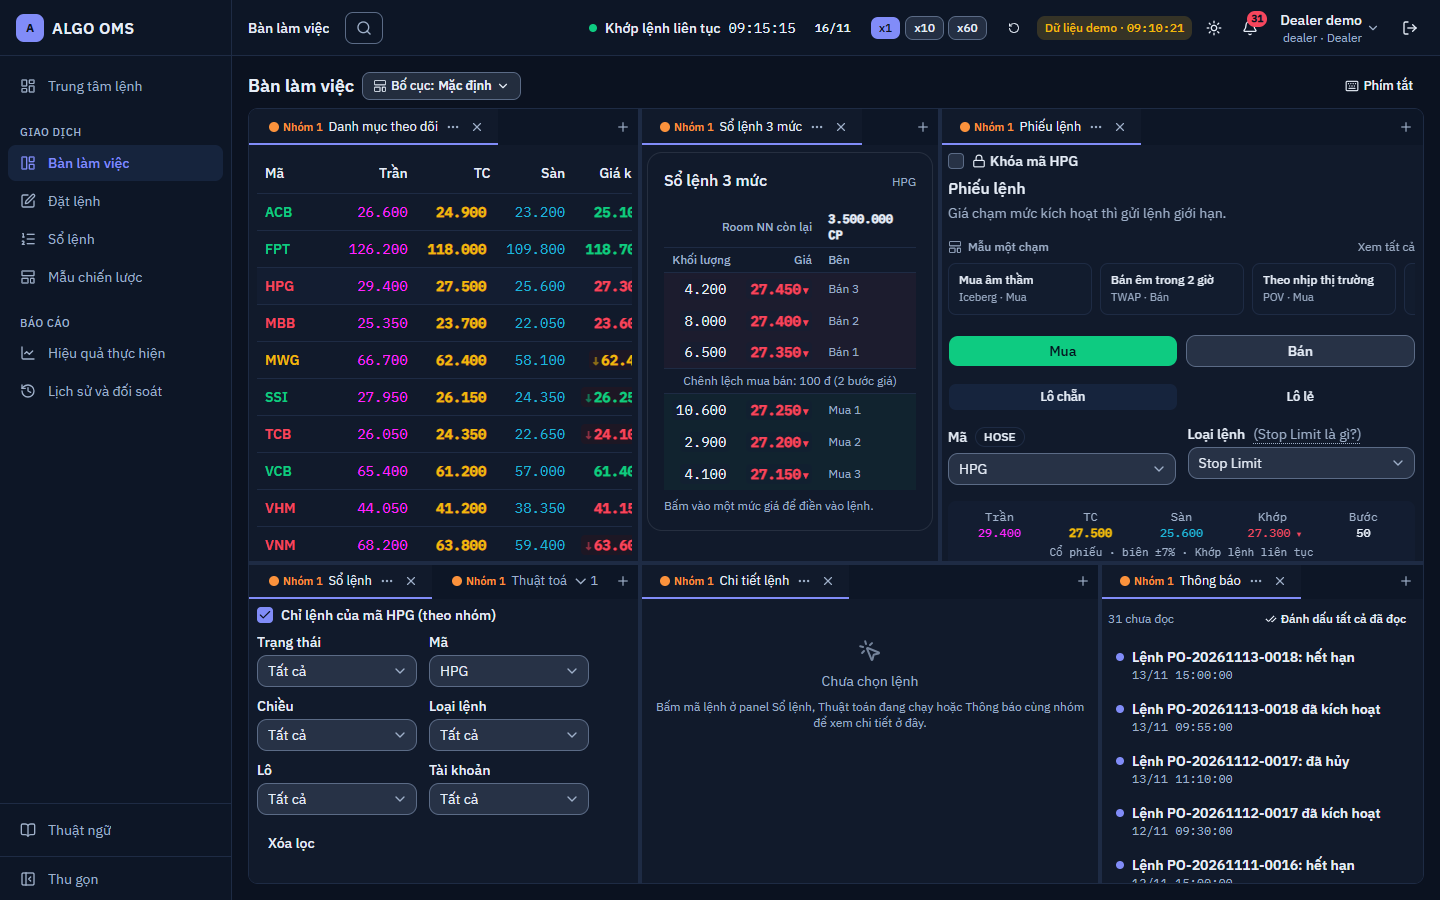 A ALGO OMS
Trung tâm lệnh
GIAO DỊCH
Bàn làm việc
Đặt lệnh
Sổ lệnh
Mẫu chiến lược
BÁO CÁO
Hiệu quả thực hiện
Lịch sử và đối soát
Thuật ngữ
Thu gọn
Bàn làm việc
Khớp lệnh liên tục 09:15:15 16/11 x1 x10 x60 Dữ liệu demo · 09:10:21 31 Dealer demo
dealer · Dealer
Bàn làm việc Bố cục: Mặc định Phím tắt
Nhóm 1 Danh mục theo dõi
Mã Trần TC Sàn Giá k
ACB 26.600 24.900 23.200 25.10
FPT 126.200 118.000 109.800 118.70
HPG 29.400 27.500 25.600 27.30
MBB 25.350 23.700 22.050 23.60
MWG 66.700 62.400 58.100 ↓62.4
SSI 27.950 26.150 24.350 ↓26.25
TCB 26.050 24.350 22.650 ↓24.10
VCB 65.400 61.200 57.000 61.40
VHM 44.050 41.200 38.350 41.15
VNM 68.200 63.800 59.400 ↓63.60
Nhóm 1 Sổ lệnh 3 mức
Sổ lệnh 3 mức HPG
Room NN còn lại 3.500.000 CP
Khối lượng Giá Bên
4.200 27.450▼ Bán 3
8.000 27.400▼ Bán 2
6.500 27.350▼ Bán 1
Chênh lệch mua bán: 100 đ (2 bước giá)
10.600 27.250▼ Mua 1
2.900 27.200▼ Mua 2
4.100 27.150▼ Mua 3
Bấm vào một mức giá để điền vào lệnh.
Nhóm 1 Phiếu lệnh
Khóa mã HPG
Phiếu lệnh
Giá chạm mức kích hoạt thì gửi lệnh giới hạn.
Mẫu một chạm Xem tất cả
Mua âm thầm
Iceberg · Mua
Bán êm trong 2 giờ
TWAP · Bán
Theo nhịp thị trường
POV · Mua
Mua Bán
Lô chẵn Lô lẻ
Mã HOSE
HPG
Loại lệnh (Stop Limit là gì?)
Stop Limit
Trần TC Sàn Khớp Bước
29.400 27.500 25.600 27.300 ▼ 50
Cổ phiếu · biên ±7% · Khớp lệnh liên tục
Nhóm 1 Sổ lệnh Nhóm 1 Thuật toá 1
Chỉ lệnh của mã HPG (theo nhóm)
Trạng thái Mã
Tất cả HPG
Chiều Loại lệnh
Tất cả Tất cả
Lô Tài khoản
Tất cả Tất cả
Xóa lọc
Nhóm 1 Chi tiết lệnh
Chưa chọn lệnh
Bấm mã lệnh ở panel Sổ lệnh, Thuật toán đang chạy hoặc Thông báo cùng nhóm
để xem chi tiết ở đây.
Nhóm 1 Thông báo
31 chưa đọc Đánh dấu tất cả đã đọc
Lệnh PO-20261113-0018: hết hạn
13/11 15:00:00
Lệnh PO-20261113-0018 đã kích hoạt
13/11 09:55:00
Lệnh PO-20261112-0017: đã hủy
13/11 11:10:00
Lệnh PO-20261112-0017 đã kích hoạt
12/11 09:30:00
Lệnh PO-20261111-0016: hết hạn